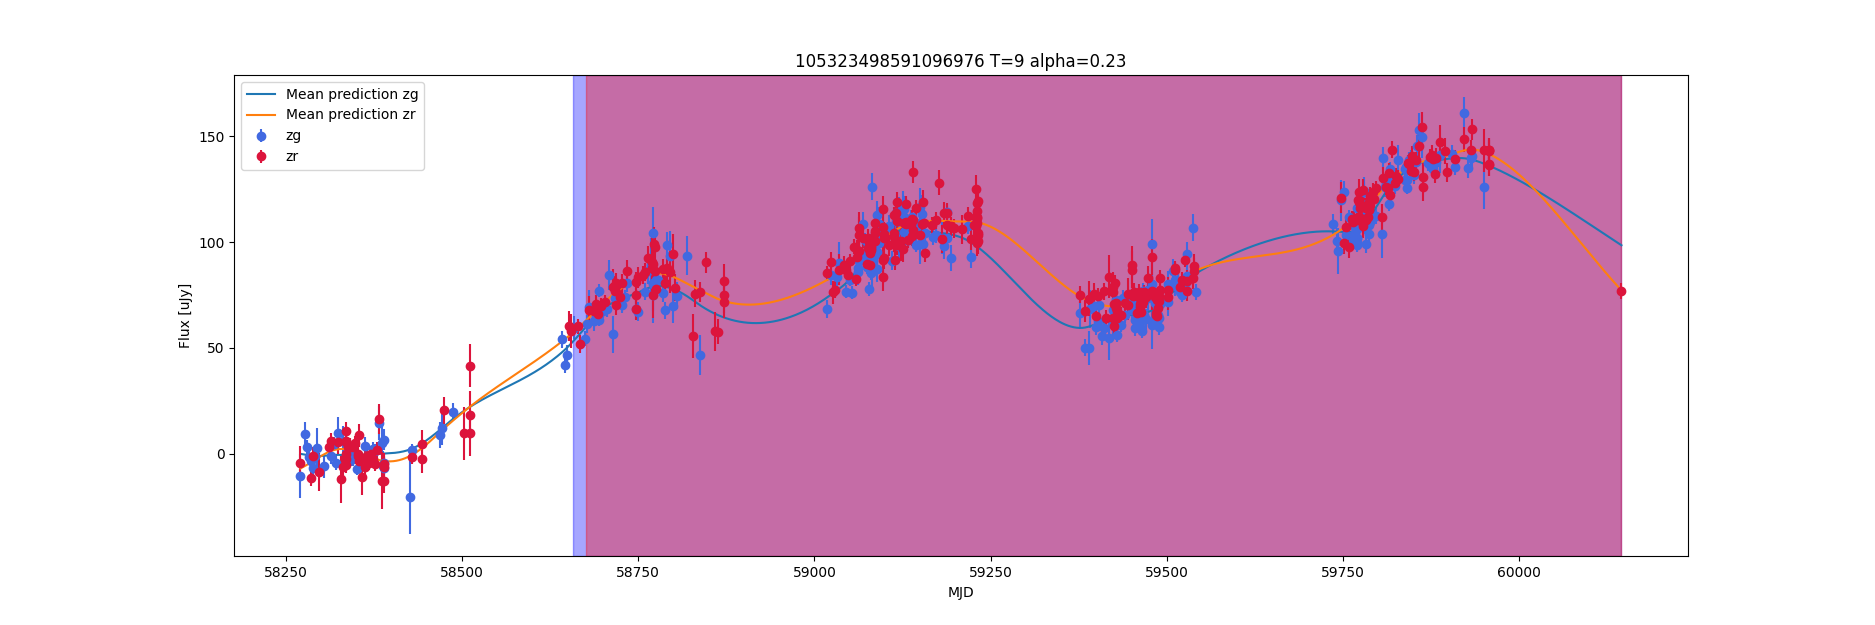 105323498591096976 T=9 alpha=0.23
Mean prediction zg
Mean prediction zr
zg
zr
Flux [uJy]
150
100
50
0
58250 58500 58750 59000 59250 59500 59750 60000
MJD